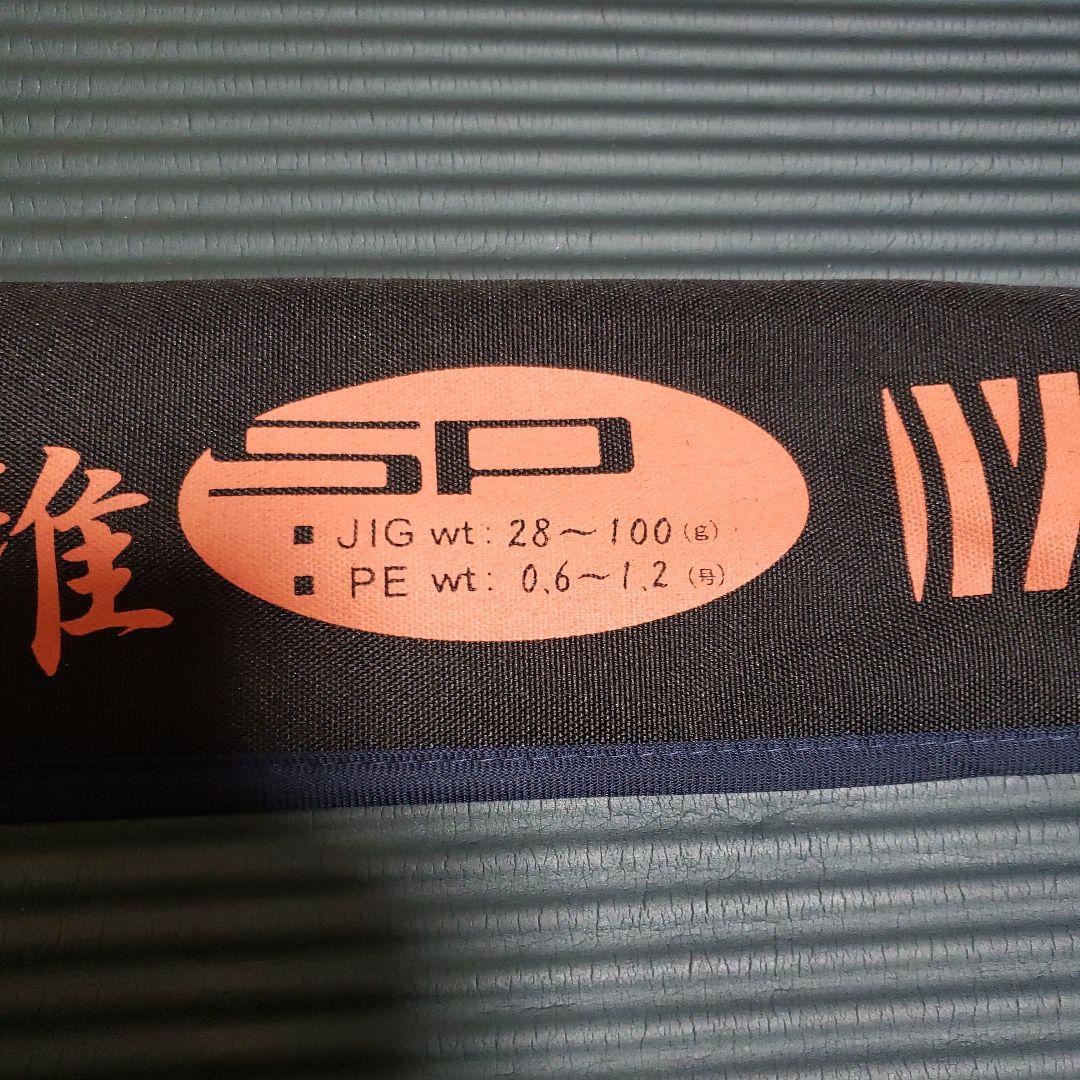 SP
■ JIG wt: 28～100 (g)
■ PE wt: 0.6～1.2 (号)